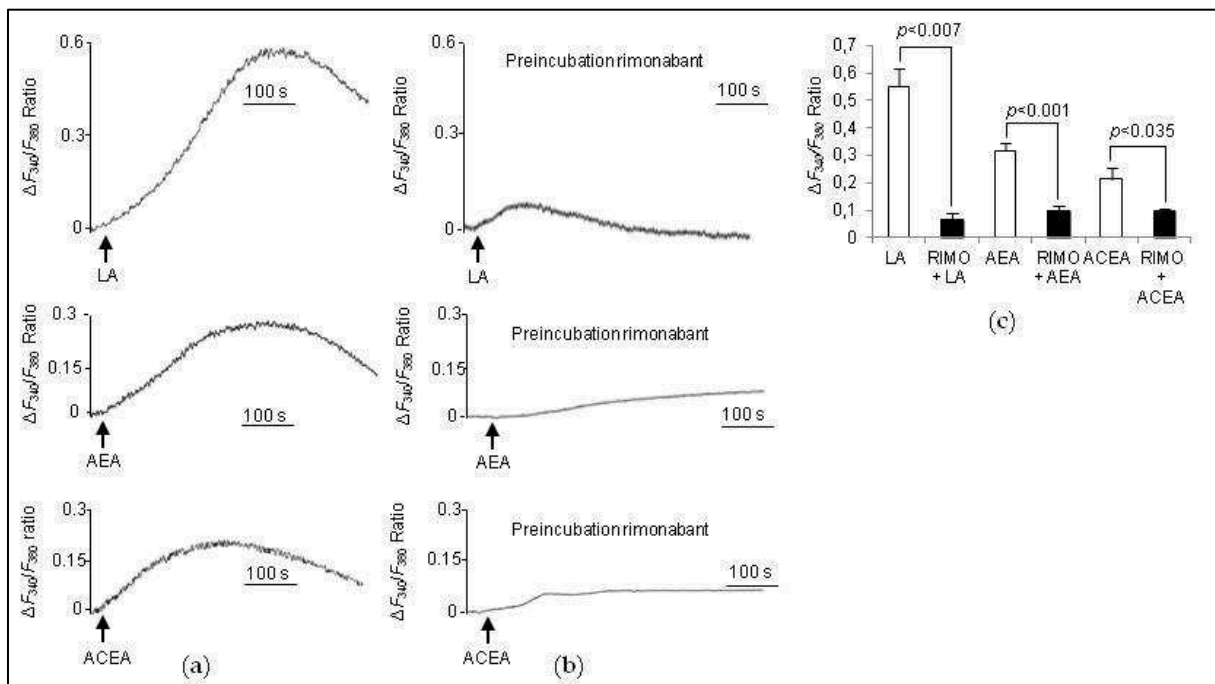 ΔF340/F380 Ratio
0.6
0.3
0
100 s
LA
ΔF340/F380 Ratio
0.3
0.15
0
100 s
AEA
ΔF340/F380 ratio
0.3
0.15
0
100 s
ACEA
(a)
ΔF340/F380 Ratio
0.6
0.3
0
Preincubation rimonabant
100 s
LA
ΔF340/F380 Ratio
0.3
0.15
0
Preincubation rimonabant
100 s
AEA
ΔF340/F380 Ratio
0.3
0.15
0
Preincubation rimonabant
100 s
ACEA
(b)
ΔF340/F380 Ratio
0,7
0,6
0,5
0,4
0,3
0,2
0,1
0
p<0.007
p<0.001
p<0.035
LA RIMO AEA RIMO ACEA RIMO
+ LA + AEA +
ACEA
(c)